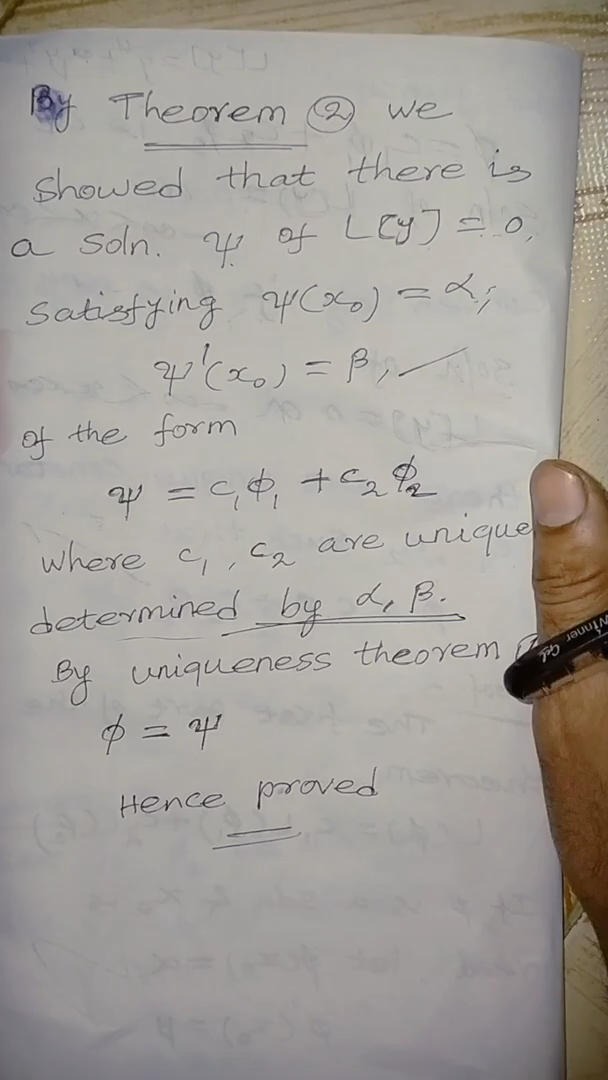 By Theorem ② we
showed that there is
a soln. ψ of L[y] = 0,
satisfying ψ(x₀) = α,
ψ'(x₀) = β,
of the form
ψ = c₁φ₁ + c₂φ₂
where c₁, c₂ are unique
determined by α, β.
By uniqueness theorem
φ = ψ
Hence proved
Winner